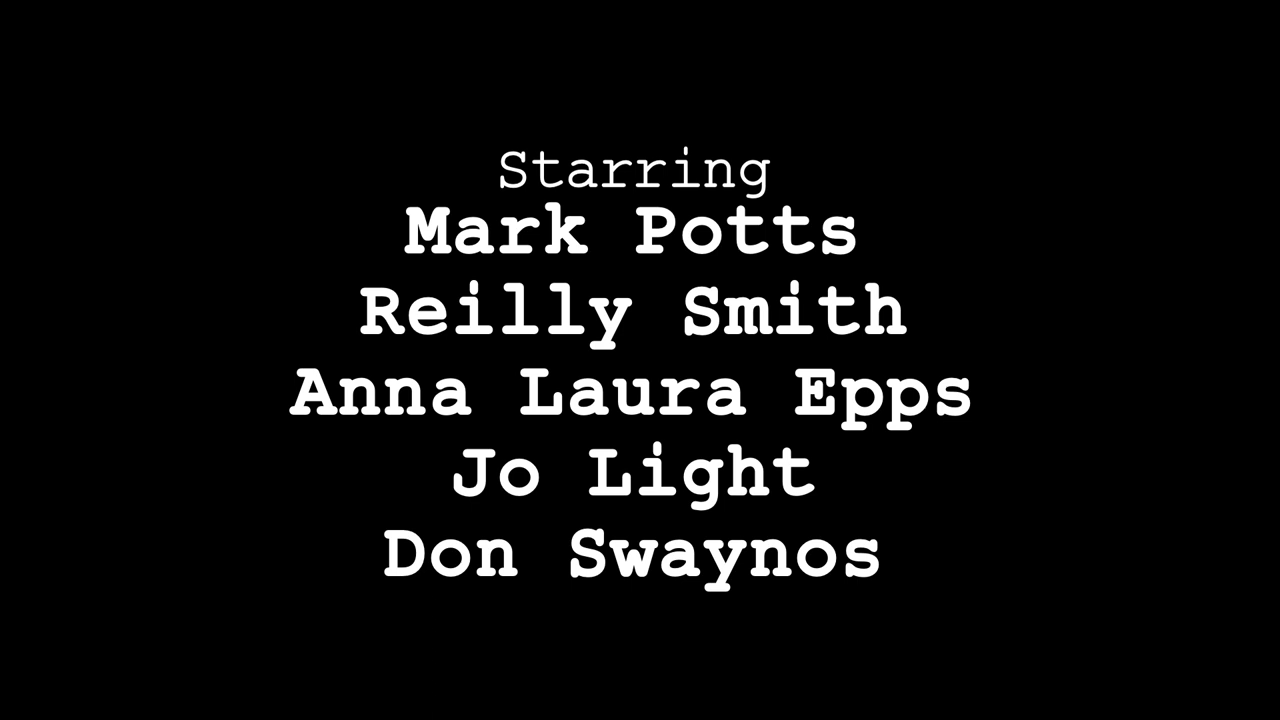 Starring
Mark Potts
Reilly Smith
Anna Laura Epps
Jo Light
Don Swaynos